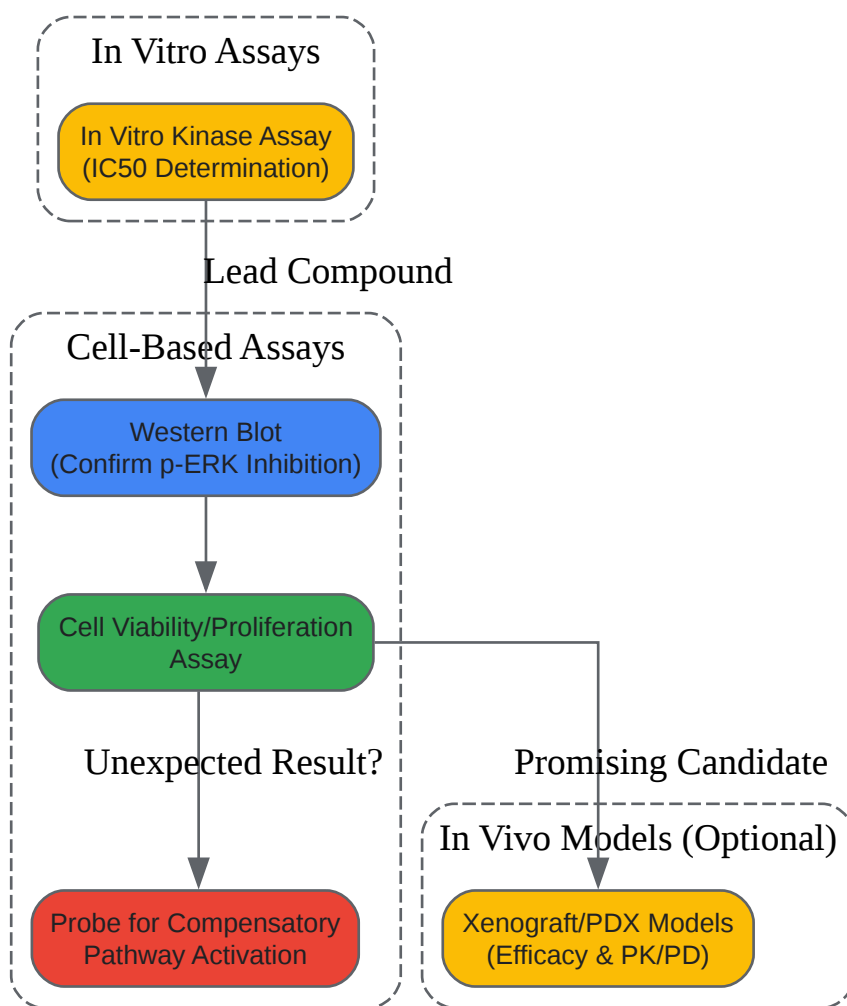 In Vitro Assays
In Vitro Kinase Assay
(IC50 Determination)
Lead Compound
Cell-Based Assays
Western Blot
(Confirm p-ERK Inhibition)
Cell Viability/Proliferation
Assay
Unexpected Result?
Promising Candidate
In Vivo Models (Optional)
Probe for Compensatory
Pathway Activation
Xenograft/PDX Models
(Efficacy & PK/PD)